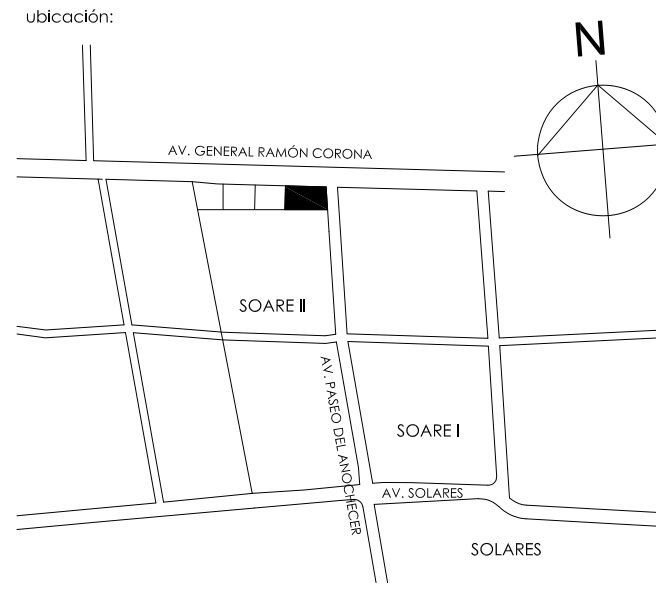 ubicación:
N
AV. GENERAL RAMÓN CORONA
SOARE II
AV. PASEO DEL ANOCHECER
SOARE I
AV. SOLARES
SOLARES